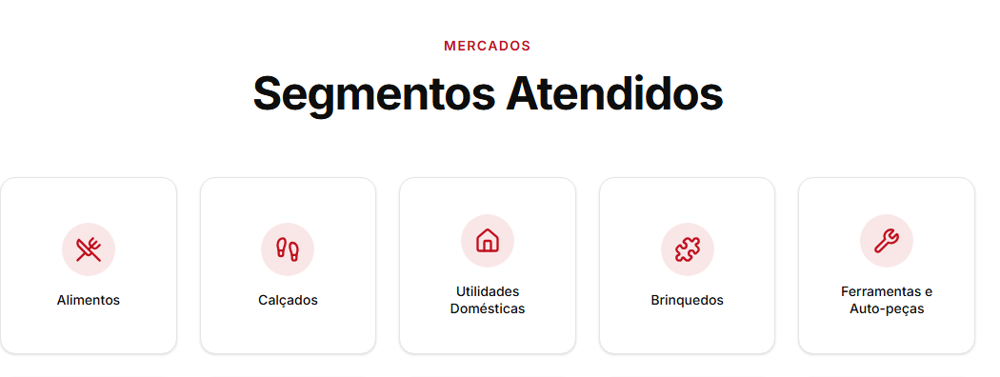 MERCADOS
Segmentos Atendidos
Alimentos
Calçados
Utilidades
Domésticas
Brinquedos
Ferramentas e
Auto-peças